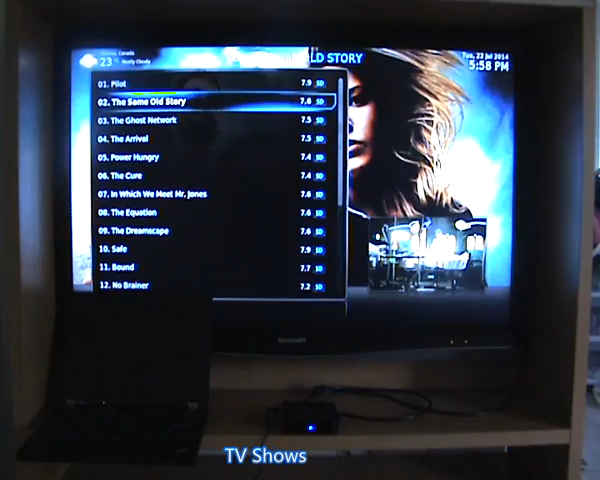 Canada
23 °C Mostly Cloudy
LD STORY
Tue, 22 Jul 2014
5:58 PM
01. Pilot 7.9 SD
02. The Same Old Story 7.6 SD
03. The Ghost Network 7.5 SD
04. The Arrival 7.5 SD
05. Power Hungry 7.4 SD
06. The Cure 7.4 SD
07. In Which We Meet Mr. Jones 7.6 SD
08. The Equation 7.6 SD
09. The Dreamscape 7.6 SD
10. Safe 7.9 SD
11. Bound 7.7 SD
12. No Brainer 7.2 SD
SHARP
TV Shows